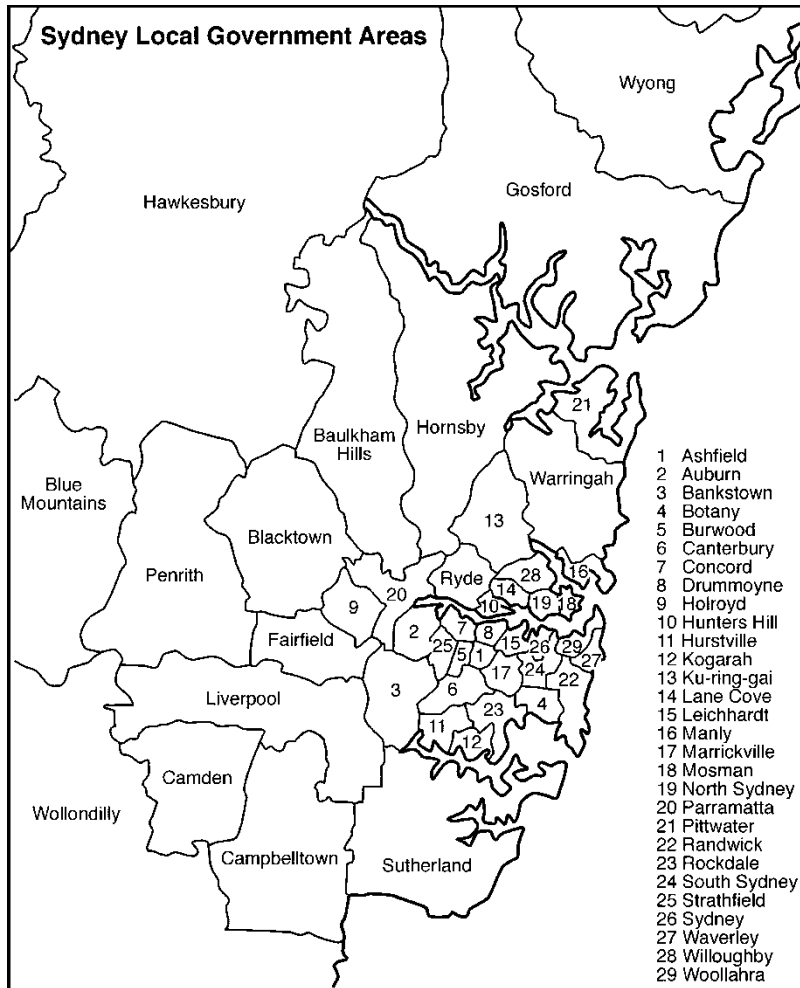 Sydney Local Government Areas
Wyong
Gosford
Hawkesbury
21
Baulkham
Hills
Hornsby
Warringah
Blue
Mountains
13
Blacktown
Penrith
Ryde
28
16
20
14
9
10
19
18
Fairfield
2
7
8
25
5
1
15
26
29
27
24
17
22
Liverpool
3
6
4
23
11
12
Camden
Wollondilly
Campbelltown
Sutherland
1 Ashfield
2 Auburn
3 Bankstown
4 Botany
5 Burwood
6 Canterbury
7 Concord
8 Drummoyne
9 Holroyd
10 Hunters Hill
11 Hurstville
12 Kogarah
13 Ku-ring-gai
14 Lane Cove
15 Leichhardt
16 Manly
17 Marrickville
18 Mosman
19 North Sydney
20 Parramatta
21 Pittwater
22 Randwick
23 Rockdale
24 South Sydney
25 Strathfield
26 Sydney
27 Waverley
28 Willoughby
29 Woollahra